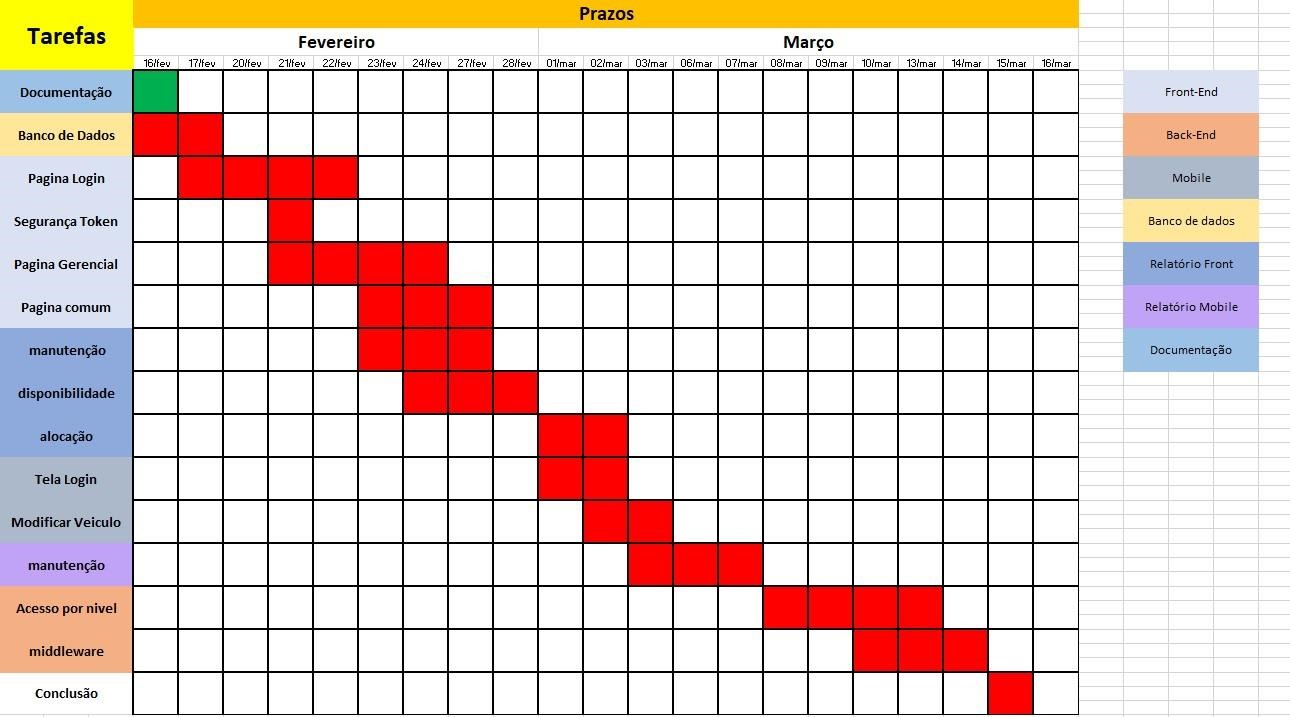 Tarefas
Prazos
Fevereiro Março
16/fev 17/fev 20/fev 21/fev 22/fev 23/fev 24/fev 27/fev 28/fev 01/mar 02/mar 03/mar 06/mar 07/mar 08/mar 09/mar 10/mar 13/mar 14/mar 15/mar 16/mar
Documentação
Banco de Dados
Pagina Login
Segurança Token
Pagina Gerencial
Pagina comum
manutenção
disponibilidade
alocação
Tela Login
Modificar Veiculo
manutenção
Acesso por nivel
middleware
Conclusão
Front-End
Back-End
Mobile
Banco de dados
Relatório Front
Relatório Mobile
Documentação